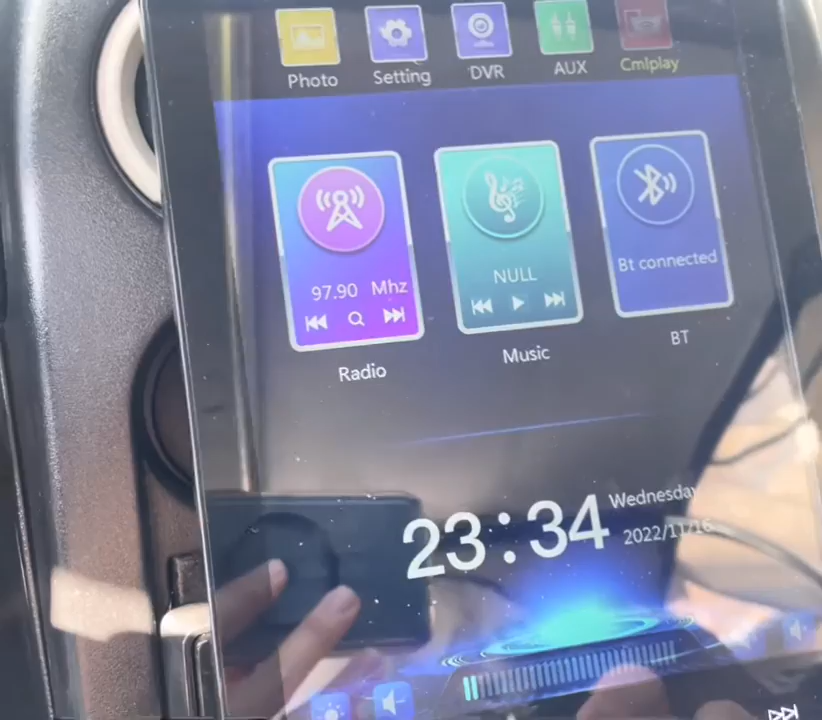 Photo
Setting
DVR
AUX
Cmlplay
97.90 Mhz
Radio
NULL
Music
Bt connected
BT
23:34
Wednesday
2022/11/16